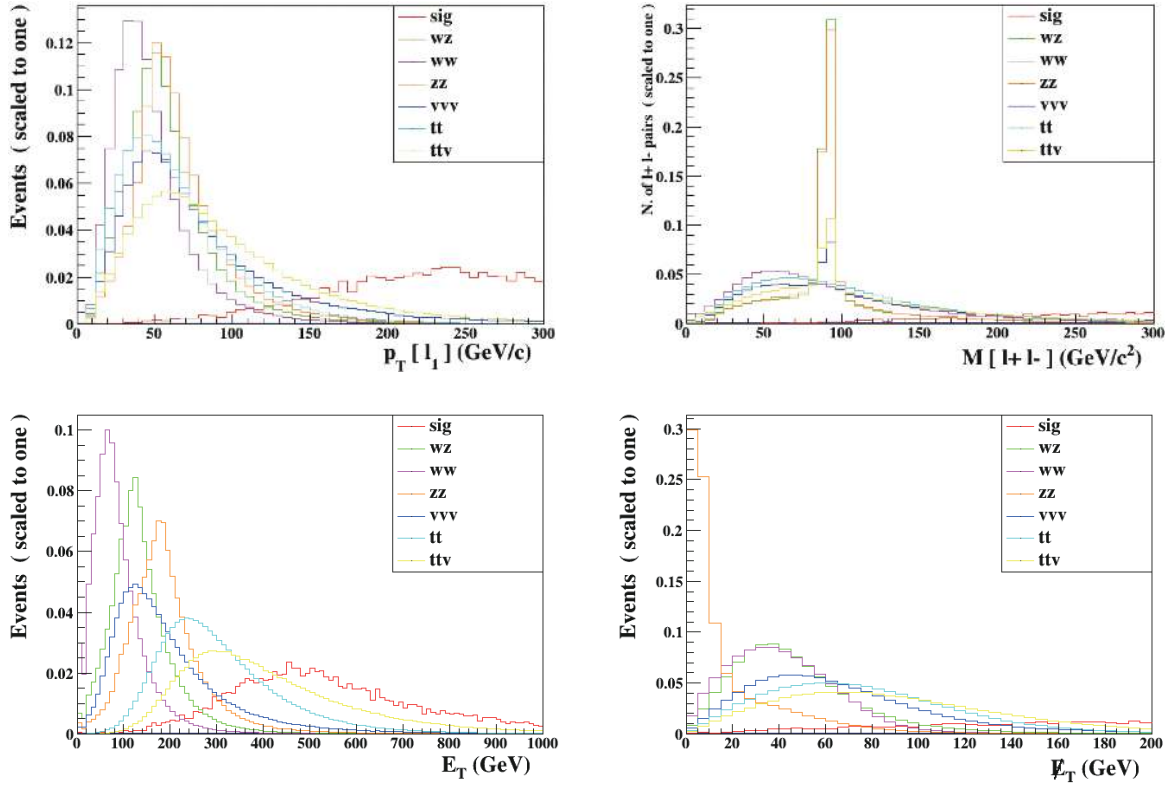 Events ( scaled to one )
0.12
0.1
0.08
0.06
0.04
0.02
0
sig
wz
ww
zz
vvv
tt
ttv
0 50 100 150 200 250 300
p_T [ l_1 ] (GeV/c)
N. of l+ l- pairs ( scaled to one )
0.3
0.25
0.2
0.15
0.1
0.05
0
sig
wz
ww
zz
vvv
tt
ttv
0 50 100 150 200 250 300
M [ l+ l- ] (GeV/c²)
Events ( scaled to one )
0.1
0.08
0.06
0.04
0.02
0
sig
wz
ww
zz
vvv
tt
ttv
0 100 200 300 400 500 600 700 800 900 1000
E_T (GeV)
Events ( scaled to one )
0.3
0.25
0.2
0.15
0.1
0.05
0
sig
wz
ww
zz
vvv
tt
ttv
0 20 40 60 80 100 120 140 160 180 200
E̸_T (GeV)